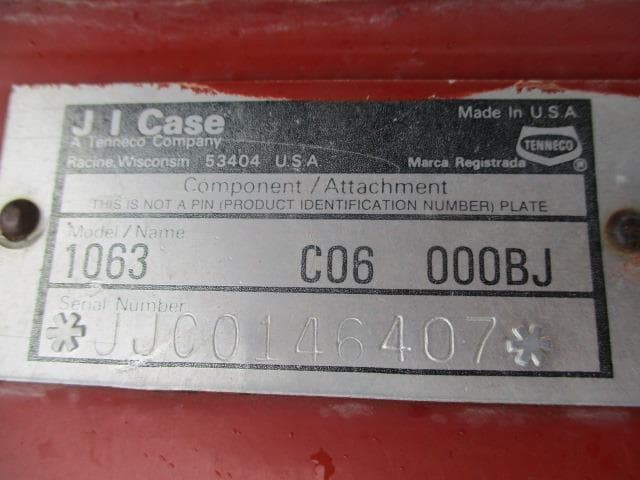 J I Case
A Tenneco Company
Racine, Wisconsin 53404 U.S.A
Made In U.S.A
TENNECO
Marca Registrada ®
Component/Attachment
THIS IS NOT A PIN (PRODUCT IDENTIFICATION NUMBER) PLATE
Model/Name
1063 C06 000BJ
Serial Number
*JJC0146407*